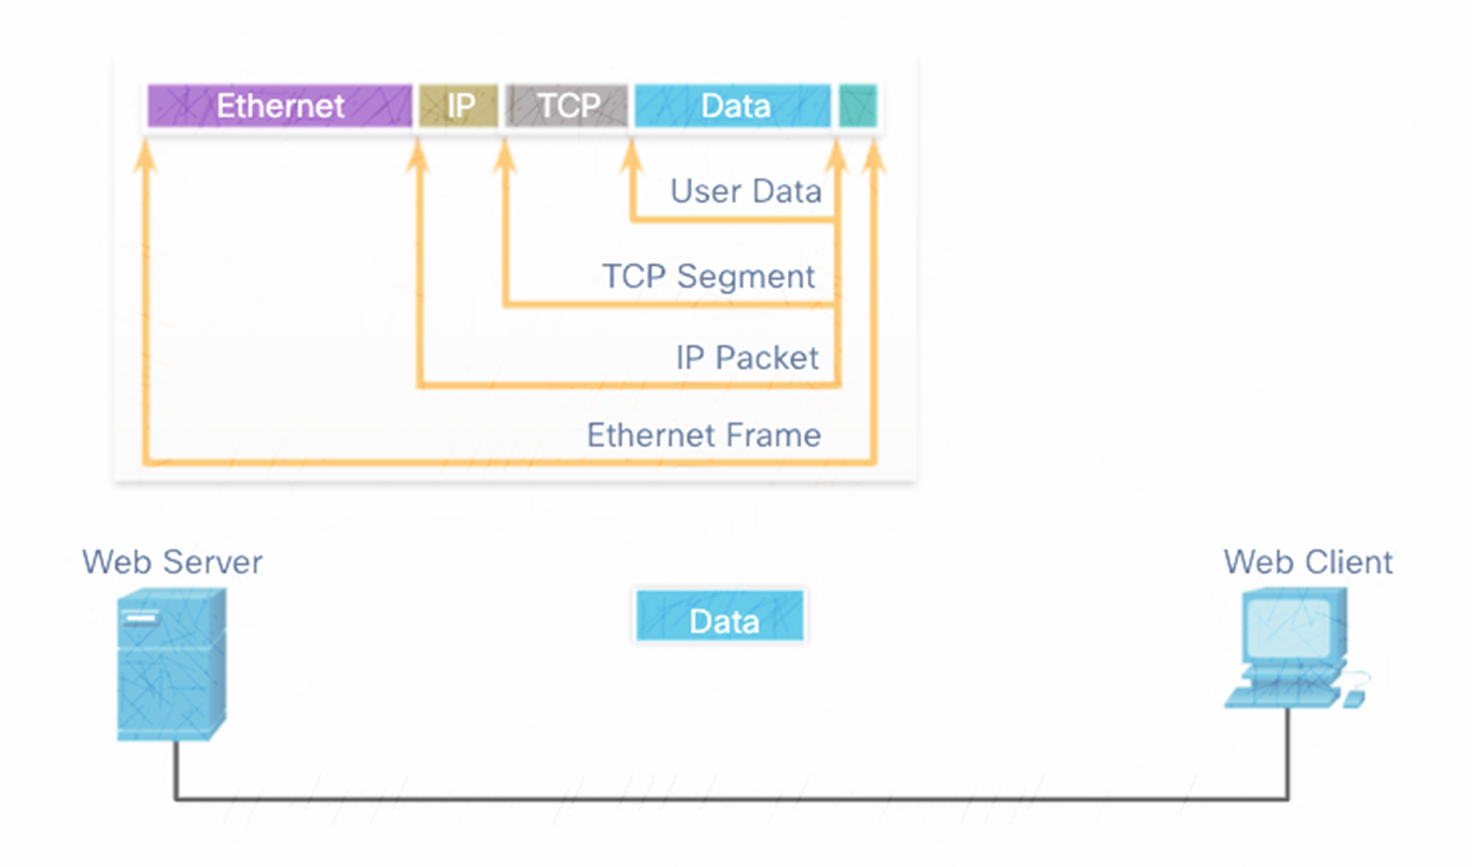 Ethernet IP TCP Data
User Data
TCP Segment
IP Packet
Ethernet Frame
Web Server
Web Client
Data